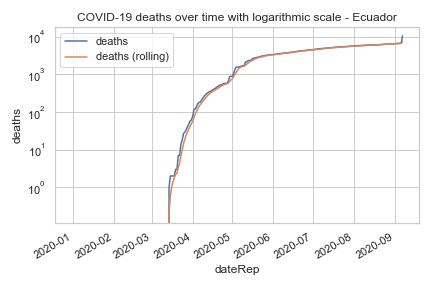 COVID-19 deaths over time with logarithmic scale - Ecuador
deaths
deaths (rolling)
10⁴
10³
10²
10¹
10⁰
deaths
2020-01
2020-02
2020-03
2020-04
2020-05
2020-06
2020-07
2020-08
2020-09
dateRep